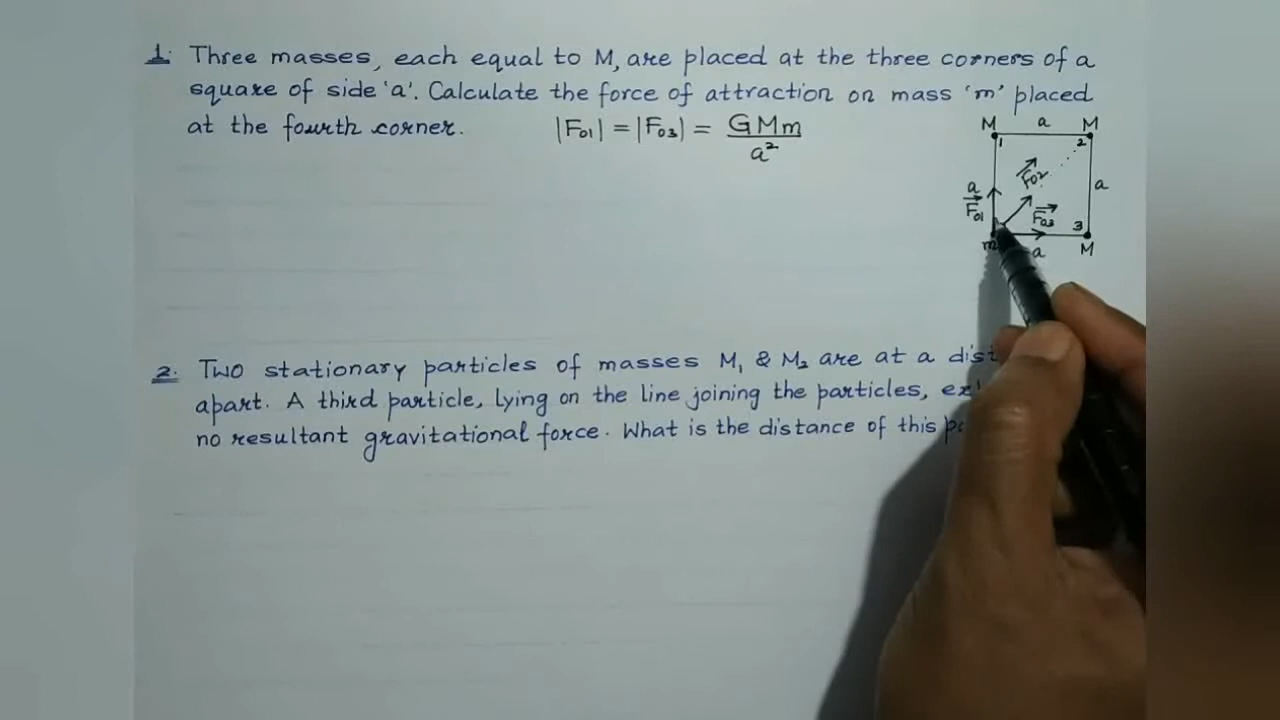 1. Three masses, each equal to M, are placed at the three corners of a
square of side 'a'. Calculate the force of attraction on mass 'm' placed
at the fourth corner. |F₀₁| = |F₀₃| = GMm / a²
M a M
1 2
F₀₂
a a
F₀₁ F₀₃ 3
m a M
2. Two stationary particles of masses M₁ & M₂ are at a
apart. A third particle, lying on the line joining the particles,
no resultant gravitational force. What is the distance of this